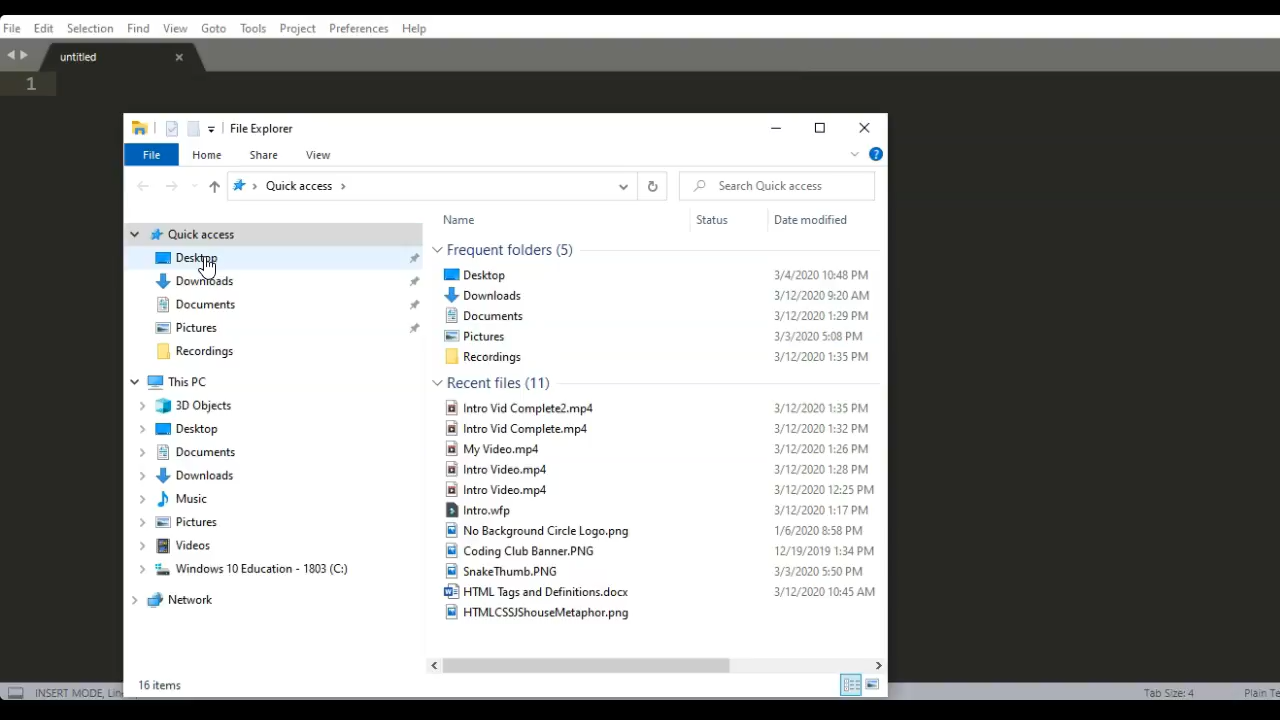 File Edit Selection Find View Goto Tools Project Preferences Help
untitled
1
File Explorer
File Home Share View
Quick access
Search Quick access
Name Status Date modified
Quick access
Desktop
Downloads
Documents
Pictures
Recordings
This PC
3D Objects
Desktop
Documents
Downloads
Music
Pictures
Videos
Windows 10 Education - 1803 (C:)
Network
Frequent folders (5)
Desktop 3/4/2020 10:48 PM
Downloads 3/12/2020 9:20 AM
Documents 3/12/2020 1:29 PM
Pictures 3/3/2020 5:08 PM
Recordings 3/12/2020 1:35 PM
Recent files (11)
Intro Vid Complete2.mp4 3/12/2020 1:35 PM
Intro Vid Complete.mp4 3/12/2020 1:32 PM
My Video.mp4 3/12/2020 1:26 PM
Intro Video.mp4 3/12/2020 1:28 PM
Intro Video.mp4 3/12/2020 12:25 PM
Intro.wfp 3/12/2020 1:17 PM
No Background Circle Logo.png 1/6/2020 8:58 PM
Coding Club Banner.PNG 12/19/2019 1:34 PM
SnakeThumb.PNG 3/3/2020 5:50 PM
HTML Tags and Definitions.docx 3/12/2020 10:45 AM
HTMLCSSJShouseMetaphor.png
16 items
INSERT MODE, Tab Size: 4 Plain